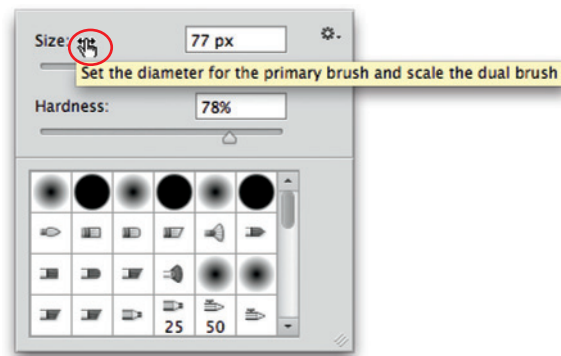 Size: 77 px
Set the diameter for the primary brush and scale the dual brush
Hardness: 78%
25 50